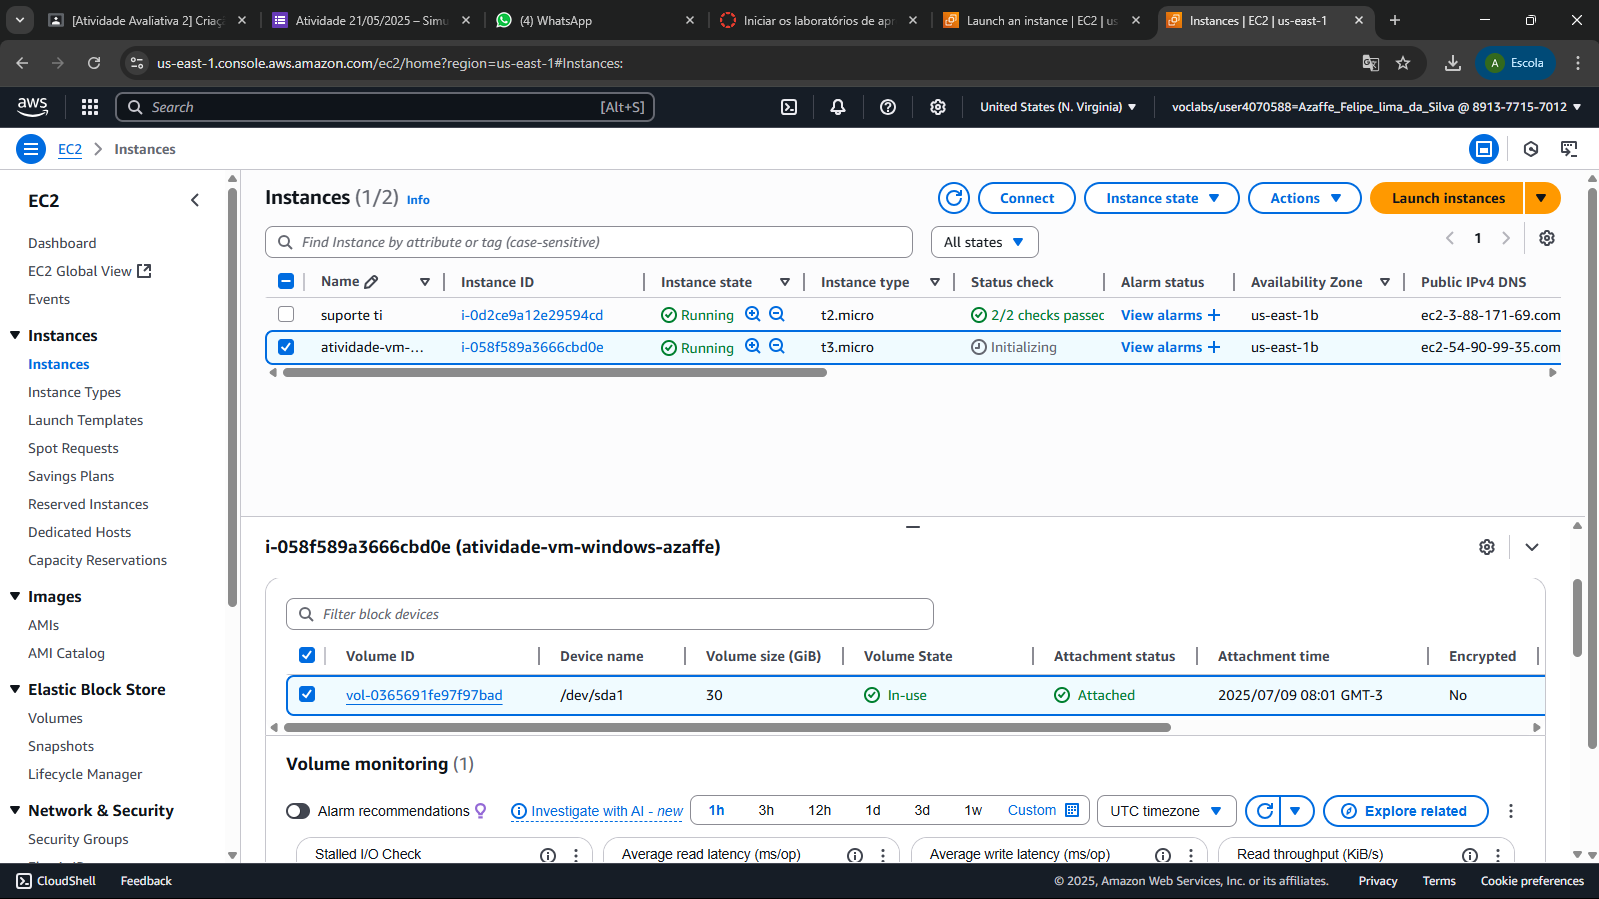 [Atividade Avaliativa 2] Criaçã
Atividade 21/05/2025 – Simu
(4) WhatsApp
Iniciar os laboratórios de apr
Launch an instance | EC2 | us
Instances | EC2 | us-east-1
us-east-1.console.aws.amazon.com/ec2/home?region=us-east-1#Instances:
A Escola
aws
Search [Alt+S]
United States (N. Virginia)
voclabs/user4070588=Azaffe_Felipe_lima_da_Silva @ 8913-7715-7012
EC2 > Instances
EC2
Dashboard
EC2 Global View
Events
Instances
Instances
Instance Types
Launch Templates
Spot Requests
Savings Plans
Reserved Instances
Dedicated Hosts
Capacity Reservations
Images
AMIs
AMI Catalog
Elastic Block Store
Volumes
Snapshots
Lifecycle Manager
Network & Security
Security Groups
Instances (1/2) Info
Connect
Instance state
Actions
Launch instances
Find Instance by attribute or tag (case-sensitive)
All states
1
Name Instance ID Instance state Instance type Status check Alarm status Availability Zone Public IPv4 DNS
suporte ti i-0d2ce9a12e29594cd Running t2.micro 2/2 checks passec View alarms + us-east-1b ec2-3-88-171-69.com
atividade-vm-... i-058f589a3666cbd0e Running t3.micro Initializing View alarms + us-east-1b ec2-54-90-99-35.com
i-058f589a3666cbd0e (atividade-vm-windows-azaffe)
Filter block devices
Volume ID Device name Volume size (GiB) Volume State Attachment status Attachment time Encrypted
vol-0365691fe97f97bad /dev/sda1 30 In-use Attached 2025/07/09 08:01 GMT-3 No
Volume monitoring (1)
Alarm recommendations Investigate with AI - new 1h 3h 12h 1d 3d 1w Custom UTC timezone Explore related
Stalled I/O Check Average read latency (ms/op) Average write latency (ms/op) Read throughput (KiB/s)
CloudShell Feedback © 2025, Amazon Web Services, Inc. or its affiliates. Privacy Terms Cookie preferences